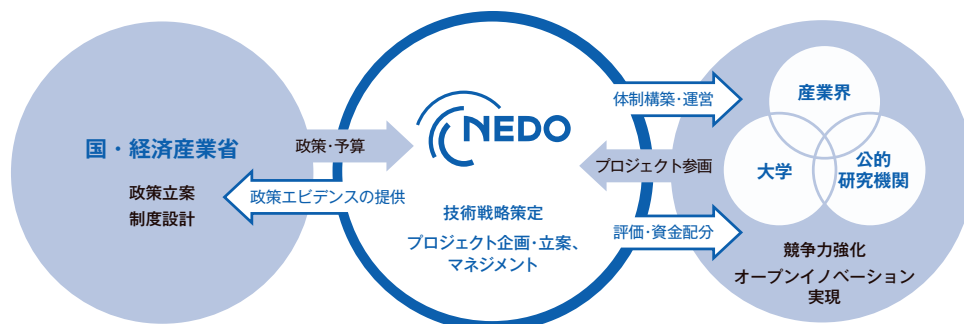 国・経済産業省
政策立案
制度設計
政策・予算
政策エビデンスの提供
NEDO
技術戦略策定
プロジェクト企画・立案、
マネジメント
体制構築・運営
プロジェクト参画
評価・資金配分
産業界
大学
公的
研究機関
競争力強化
オープンイノベーション
実現